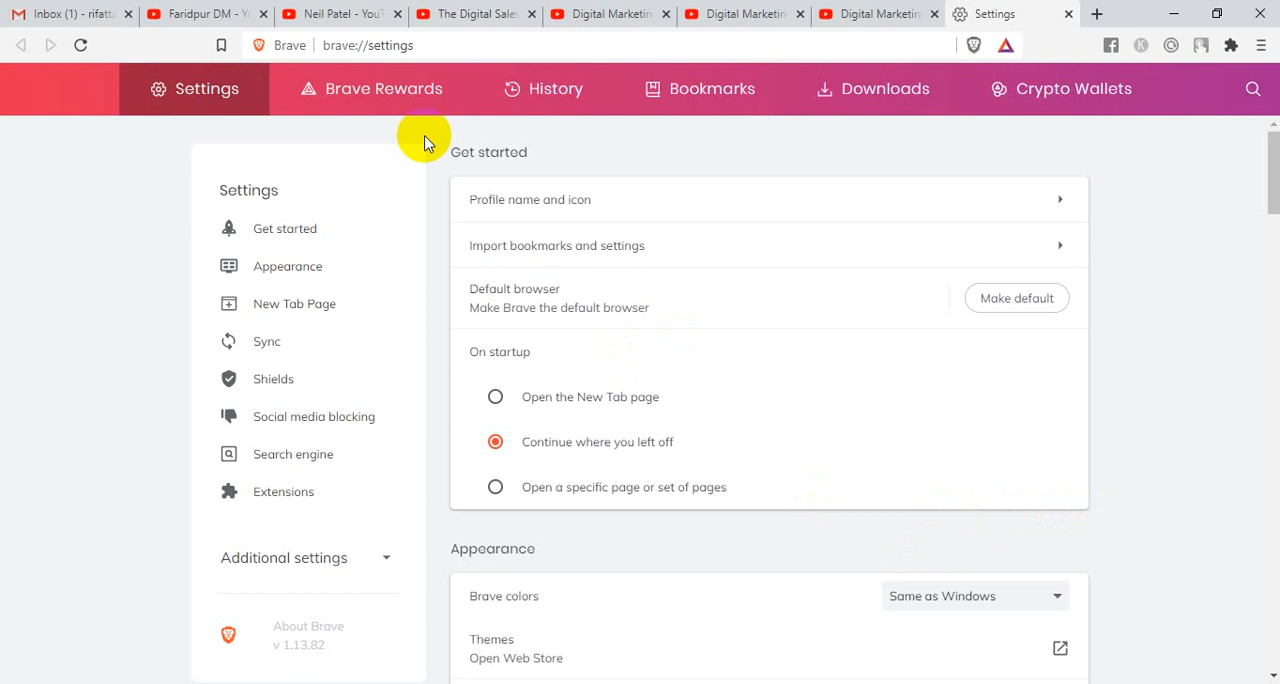 Inbox (1) - rifatta
Faridpur DM - Yo
Neil Patel - YouT
The Digital Sales
Digital Marketin
Digital Marketin
Digital Marketin
Settings
Brave
brave://settings
Settings
Brave Rewards
History
Bookmarks
Downloads
Crypto Wallets
Settings
Get started
Appearance
New Tab Page
Sync
Shields
Social media blocking
Search engine
Extensions
Additional settings
About Brave
v 1.13.82
Get started
Profile name and icon
Import bookmarks and settings
Default browser
Make Brave the default browser
Make default
On startup
Open the New Tab page
Continue where you left off
Open a specific page or set of pages
Appearance
Brave colors
Same as Windows
Themes
Open Web Store